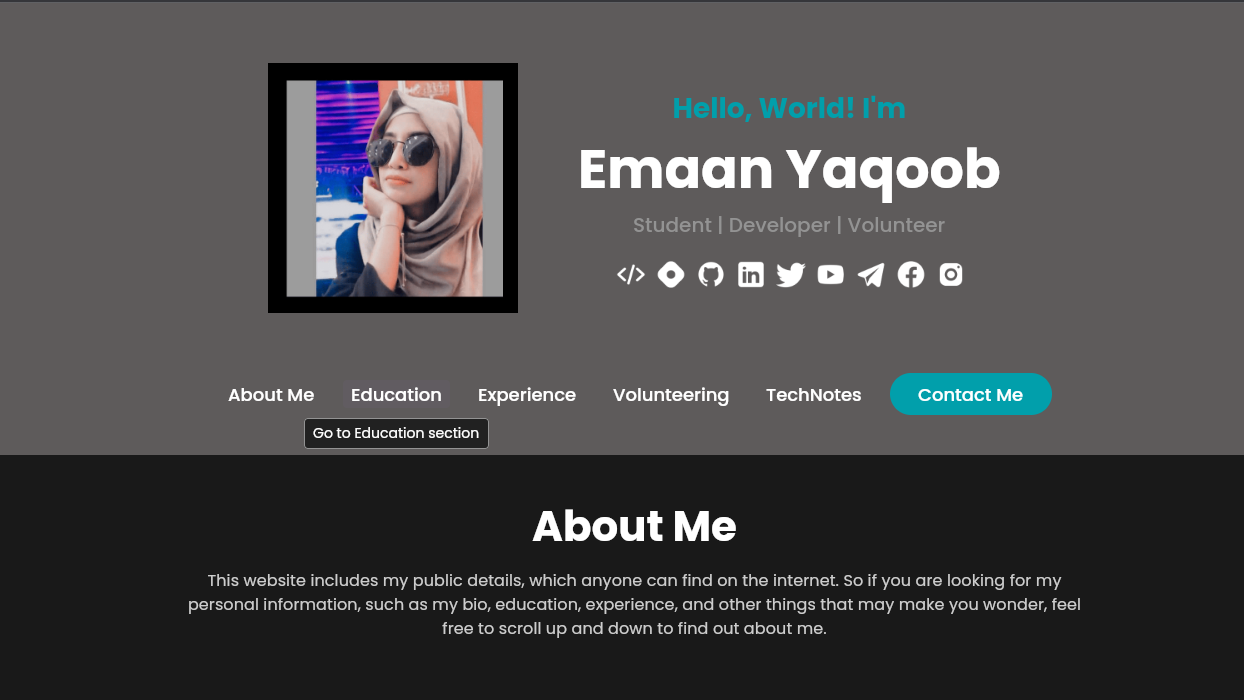 Hello, World! I'm
Emaan Yaqoob
Student | Developer | Volunteer
About Me Education Experience Volunteering TechNotes Contact Me
Go to Education section
About Me
This website includes my public details, which anyone can find on the internet. So if you are looking for my
personal information, such as my bio, education, experience, and other things that may make you wonder, feel
free to scroll up and down to find out about me.